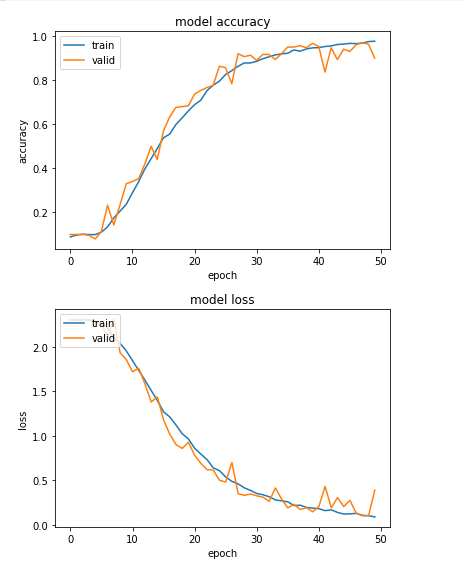 model accuracy
train
valid
1.0
0.8
0.6
0.4
0.2
accuracy
0 10 20 30 40 50
epoch
model loss
train
valid
2.0
1.5
1.0
0.5
0.0
loss
0 10 20 30 40 50
epoch